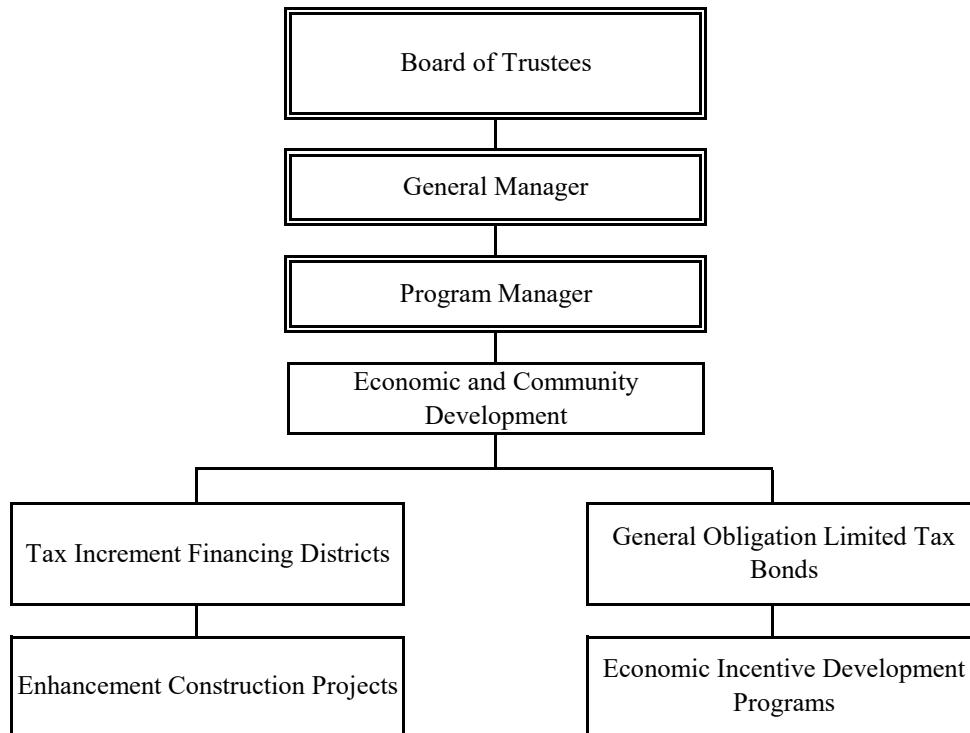 Board of Trustees
General Manager
Program Manager
Economic and Community
Development
Tax Increment Financing Districts
General Obligation Limited Tax
Bonds
Enhancement Construction Projects
Economic Incentive Development
Programs